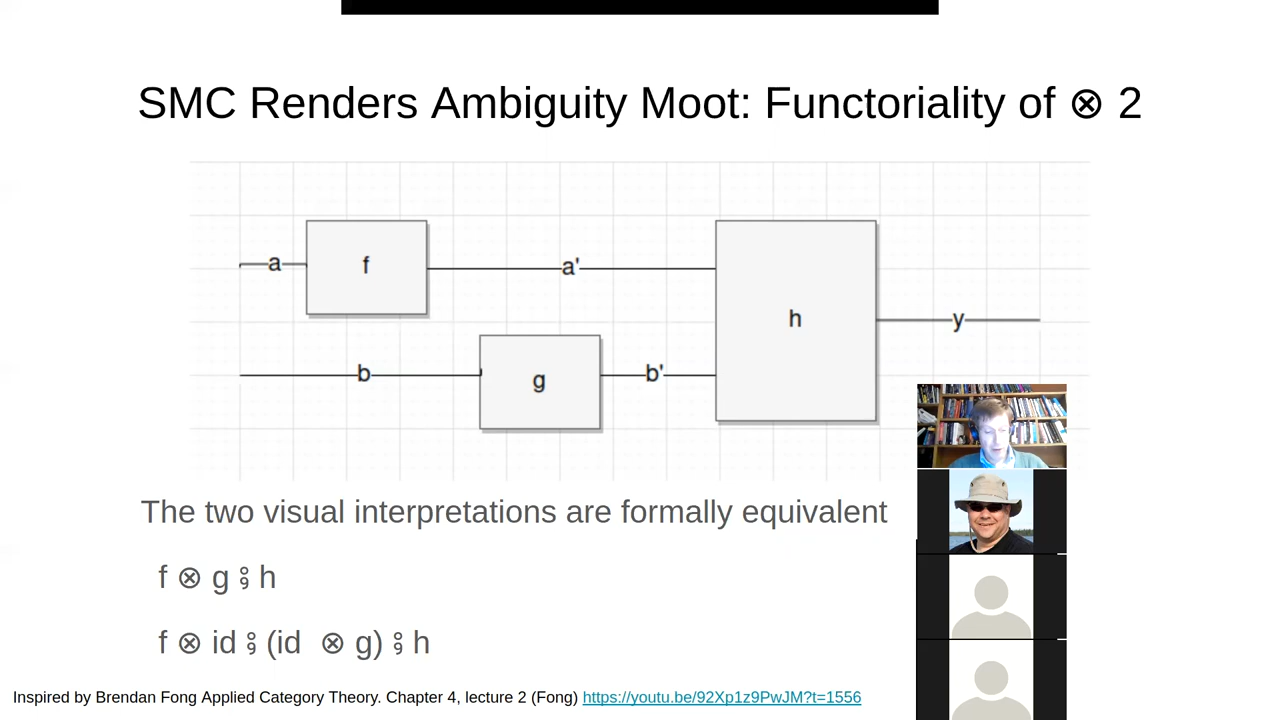 SMC Renders Ambiguity Moot: Functoriality of ⊗ 2
a
f
a'
h
y
b
g
b'
The two visual interpretations are formally equivalent
f ⊗ g ⨟ h
f ⊗ id ⨟ (id ⊗ g) ⨟ h
Inspired by Brendan Fong Applied Category Theory. Chapter 4, lecture 2 (Fong) https://youtu.be/92Xp1z9PwJM?t=1556